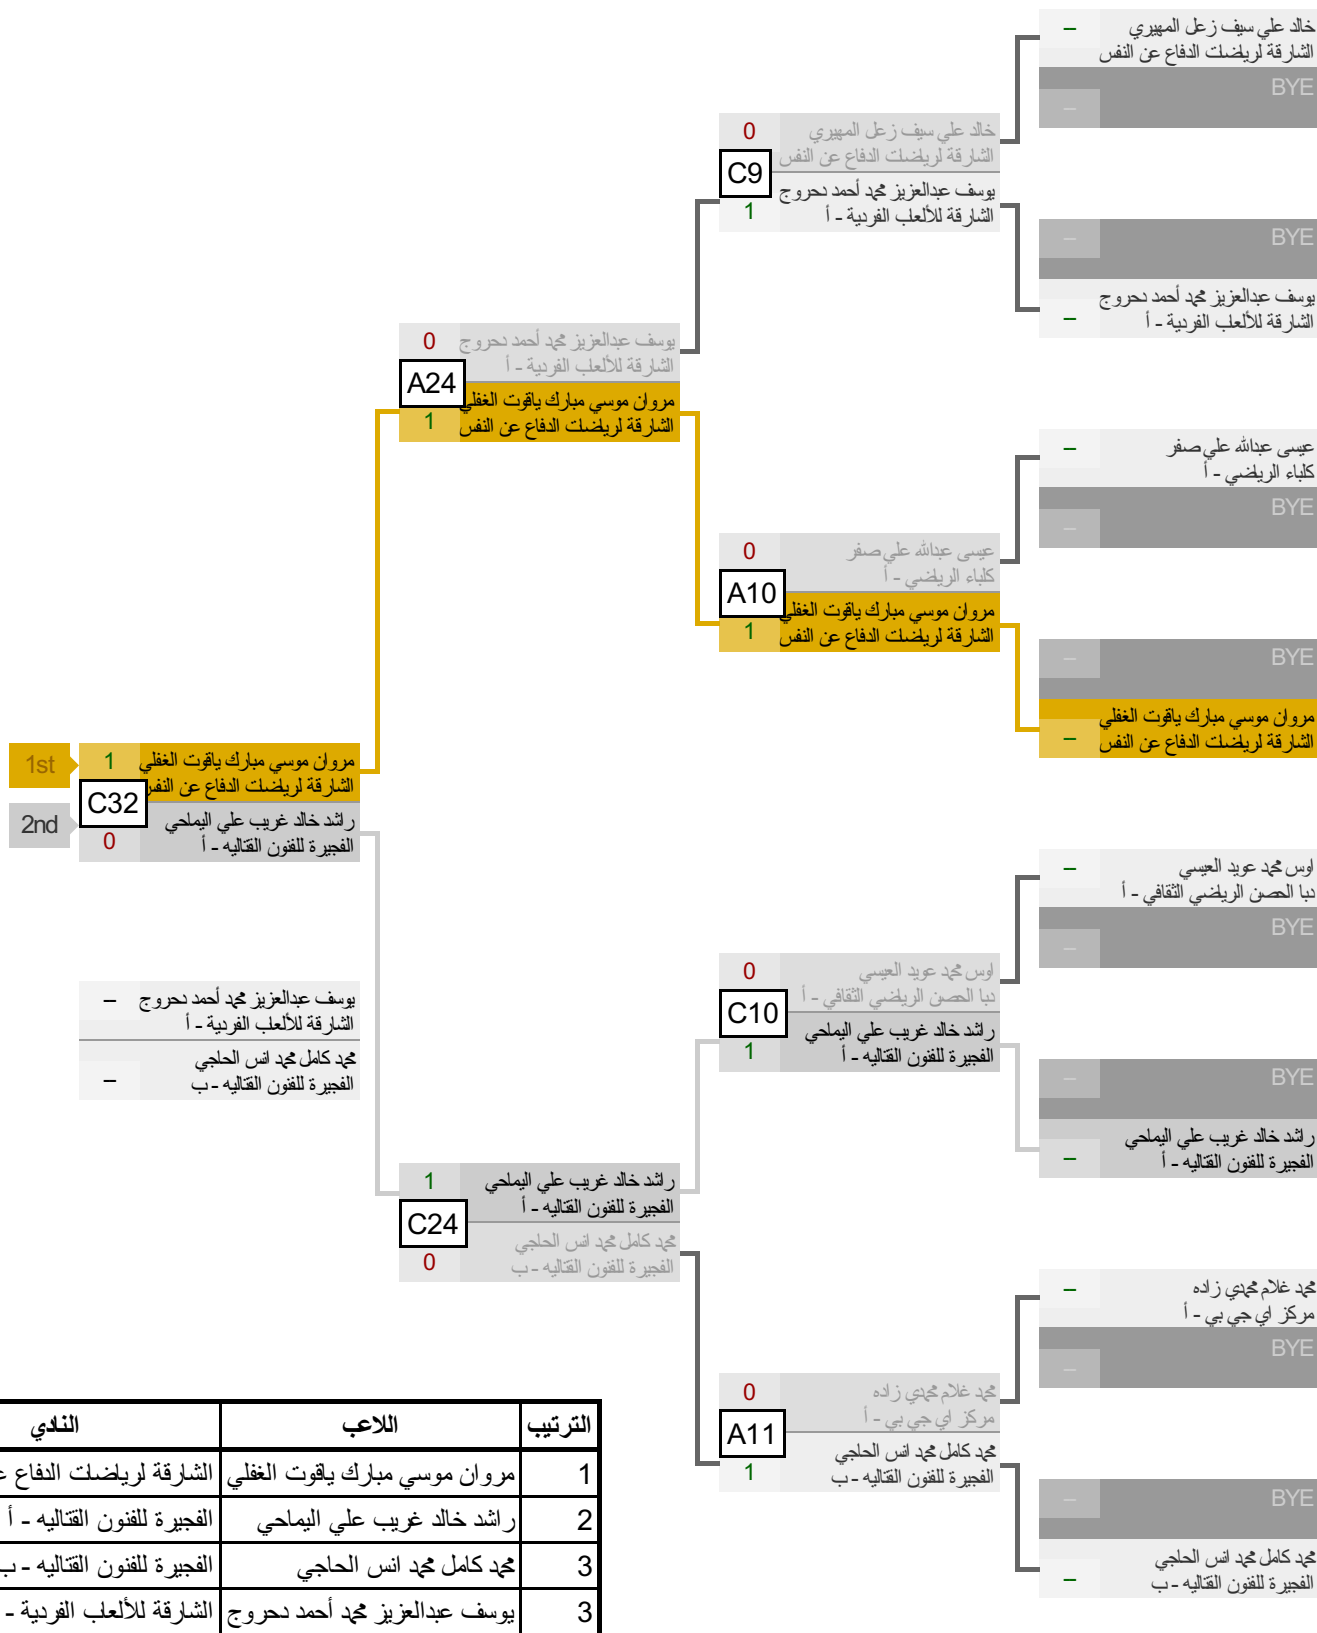 خالد علي سيف زعل المهيري
–
الشارقة لرياضات الدفاع عن النفس
BYE
–
–
BYE
يوسف عبدالعزيز محمد أحمد دحروج
الشارقة للألعاب الفردية - أ
–
عيسى عبدالله علي صفر
–
كلباء الرياضي - أ
BYE
–
–
BYE
مروان موسي مبارك ياقوت الغفلي
الشارقة لرياضات الدفاع عن النفس
–
اوس محمد عويد العيسي
–
دبا الحصن الرياضي الثقافي - أ
BYE
–
–
BYE
راشد خالد غريب علي اليماحي
الفجيرة للفنون القتاليه - أ
–
محمد غلام محمدي زاده
–
مركز اي جي بي - أ
BYE
–
–
BYE
محمد كامل محمد انس الحاجي
الفجيرة للفنون القتاليه - ب
–
خالد علي سيف زعل المهيري
0
الشارقة لرياضات الدفاع عن النفس
C9
يوسف عبدالعزيز محمد أحمد دحروج
الشارقة للألعاب الفردية - أ
1
عيسى عبدالله علي صفر
0
كلباء الرياضي - أ
A10
مروان موسي مبارك ياقوت الغفلي
الشارقة لرياضات الدفاع عن النفس
1
اوس محمد عويد العيسي
0
دبا الحصن الرياضي الثقافي - أ
C10
راشد خالد غريب علي اليماحي
الفجيرة للفنون القتاليه - أ
1
محمد غلام محمدي زاده
0
مركز اي جي بي - أ
A11
محمد كامل محمد انس الحاجي
الفجيرة للفنون القتاليه - ب
1
يوسف عبدالعزيز محمد أحمد دحروج
0
الشارقة للألعاب الفردية - أ
A24
مروان موسي مبارك ياقوت الغفلي
الشارقة لرياضات الدفاع عن النفس
1
راشد خالد غريب علي اليماحي
1
الفجيرة للفنون القتاليه - أ
C24
محمد كامل محمد انس الحاجي
الفجيرة للفنون القتاليه - ب
0
مروان موسي مبارك ياقوت الغفلي
1
1st
الشارقة لرياضات الدفاع عن النفس
C32
راشد خالد غريب علي اليماحي
2nd
الفجيرة للفنون القتاليه - أ
0
يوسف عبدالعزيز محمد أحمد دحروج
–
الشارقة للألعاب الفردية - أ
محمد كامل محمد انس الحاجي
الفجيرة للفنون القتاليه - ب
–
الترتيب اللاعب النادي
1 مروان موسي مبارك ياقوت الغفلي الشارقة لرياضات الدفاع
2 راشد خالد غريب علي اليماحي الفجيرة للفنون القتاليه - أ
3 محمد كامل محمد انس الحاجي الفجيرة للفنون القتاليه - ب
3 يوسف عبدالعزيز محمد أحمد دحروج الشارقة للألعاب الفردية -